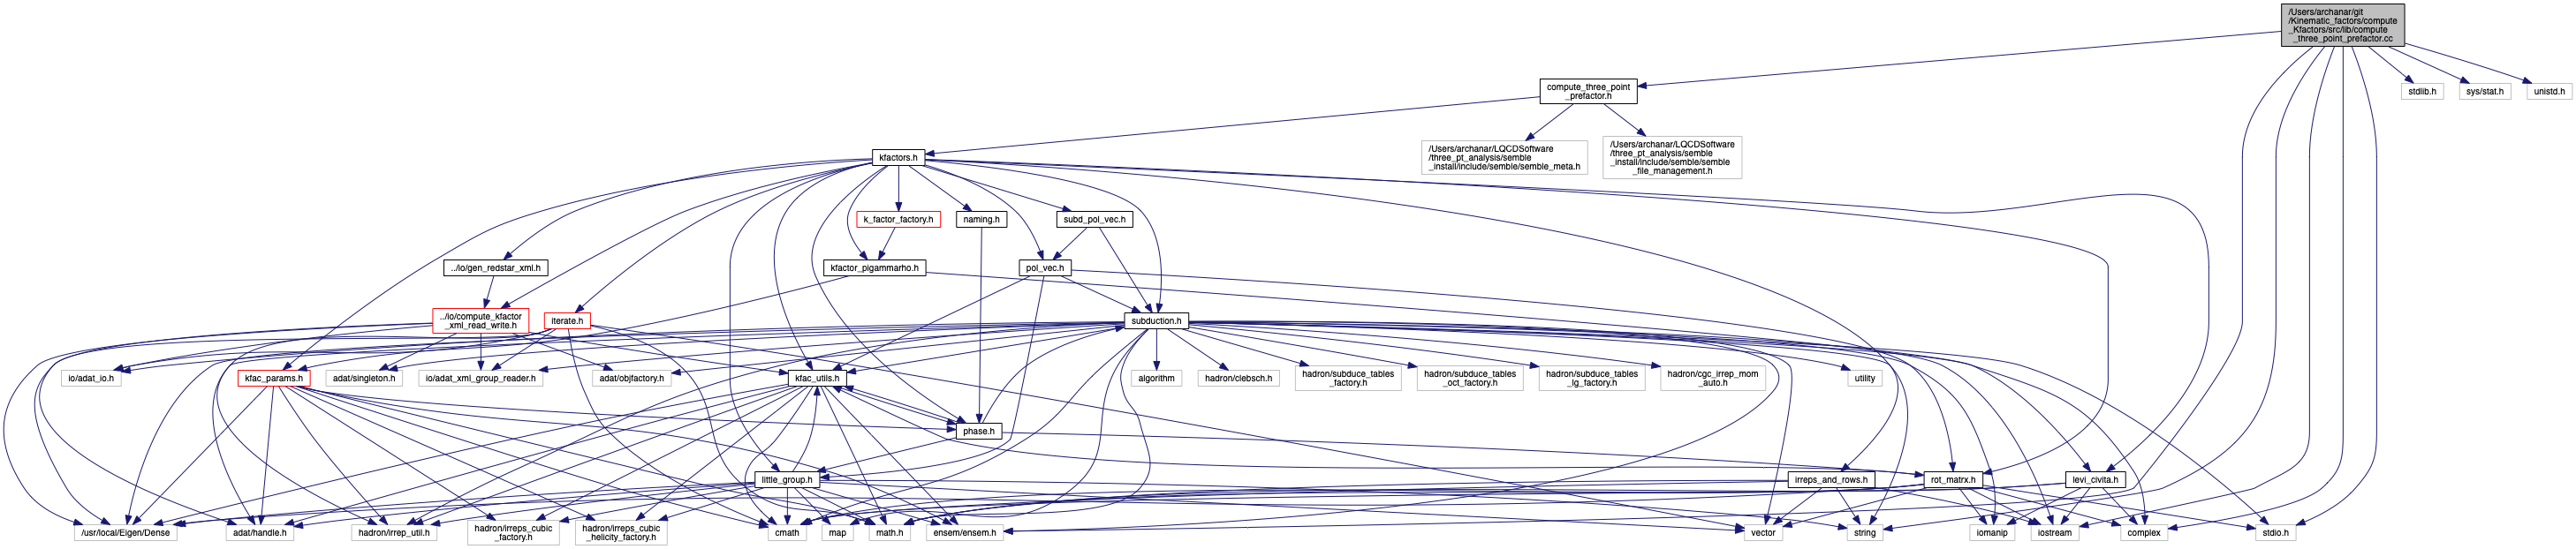 /Users/archanar/git
/Kinematic_factors/compute
_Kfactors/src/lib/compute
_three_point_prefactor.cc
compute_three_point
_prefactor.h
stdlib.h
sys/stat.h
unistd.h
kfactors.h
/Users/archanar/LQCDSoftware
/three_pt_analysis/semble
_install/include/semble/semble_meta.h
/Users/archanar/LQCDSoftware
/three_pt_analysis/semble
_install/include/semble/semble
_file_management.h
k_factor_factory.h
naming.h
subd_pol_vec.h
../io/gen_redstar_xml.h
kfactor_pigammarho.h
pol_vec.h
../io/compute_kfactor
_xml_read_write.h
iterate.h
subduction.h
io/adat_io.h
kfac_params.h
adat/singleton.h
io/adat_xml_group_reader.h
adat/objfactory.h
kfac_utils.h
algorithm
hadron/clebsch.h
hadron/subduce_tables
_factory.h
hadron/subduce_tables
_oct_factory.h
hadron/subduce_tables
_lg_factory.h
hadron/cgc_irrep_mom
_auto.h
utility
phase.h
little_group.h
irreps_and_rows.h
rot_matrx.h
levi_civita.h
/usr/local/Eigen/Dense
adat/handle.h
hadron/irrep_util.h
hadron/irreps_cubic
_factory.h
hadron/irreps_cubic
_helicity_factory.h
cmath
map
math.h
ensem/ensem.h
vector
string
iomanip
iostream
complex
stdio.h